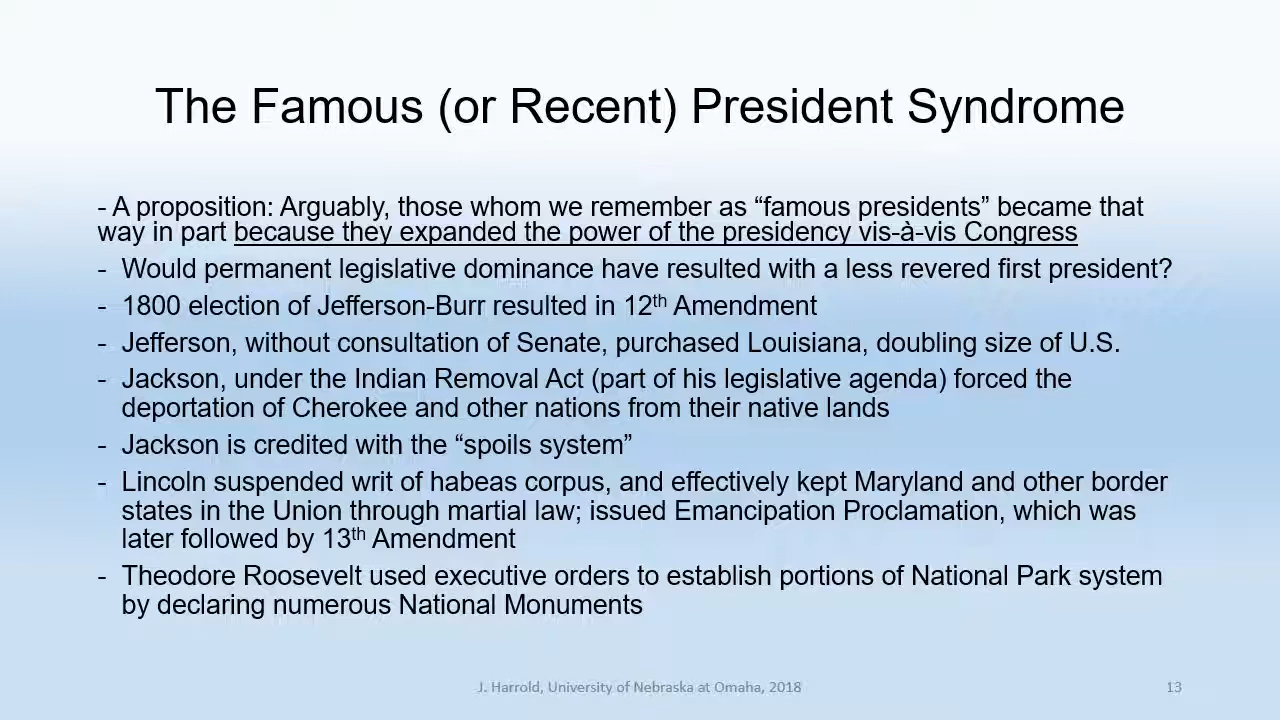 The Famous (or Recent) President Syndrome
- A proposition: Arguably, those whom we remember as “famous presidents” became that
way in part because they expanded the power of the presidency vis-à-vis Congress
- Would permanent legislative dominance have resulted with a less revered first president?
- 1800 election of Jefferson-Burr resulted in 12th Amendment
- Jefferson, without consultation of Senate, purchased Louisiana, doubling size of U.S.
- Jackson, under the Indian Removal Act (part of his legislative agenda) forced the
deportation of Cherokee and other nations from their native lands
- Jackson is credited with the “spoils system”
- Lincoln suspended writ of habeas corpus, and effectively kept Maryland and other border
states in the Union through martial law; issued Emancipation Proclamation, which was
later followed by 13th Amendment
- Theodore Roosevelt used executive orders to establish portions of National Park system
by declaring numerous National Monuments
J. Harrold, University of Nebraska at Omaha, 2018
13